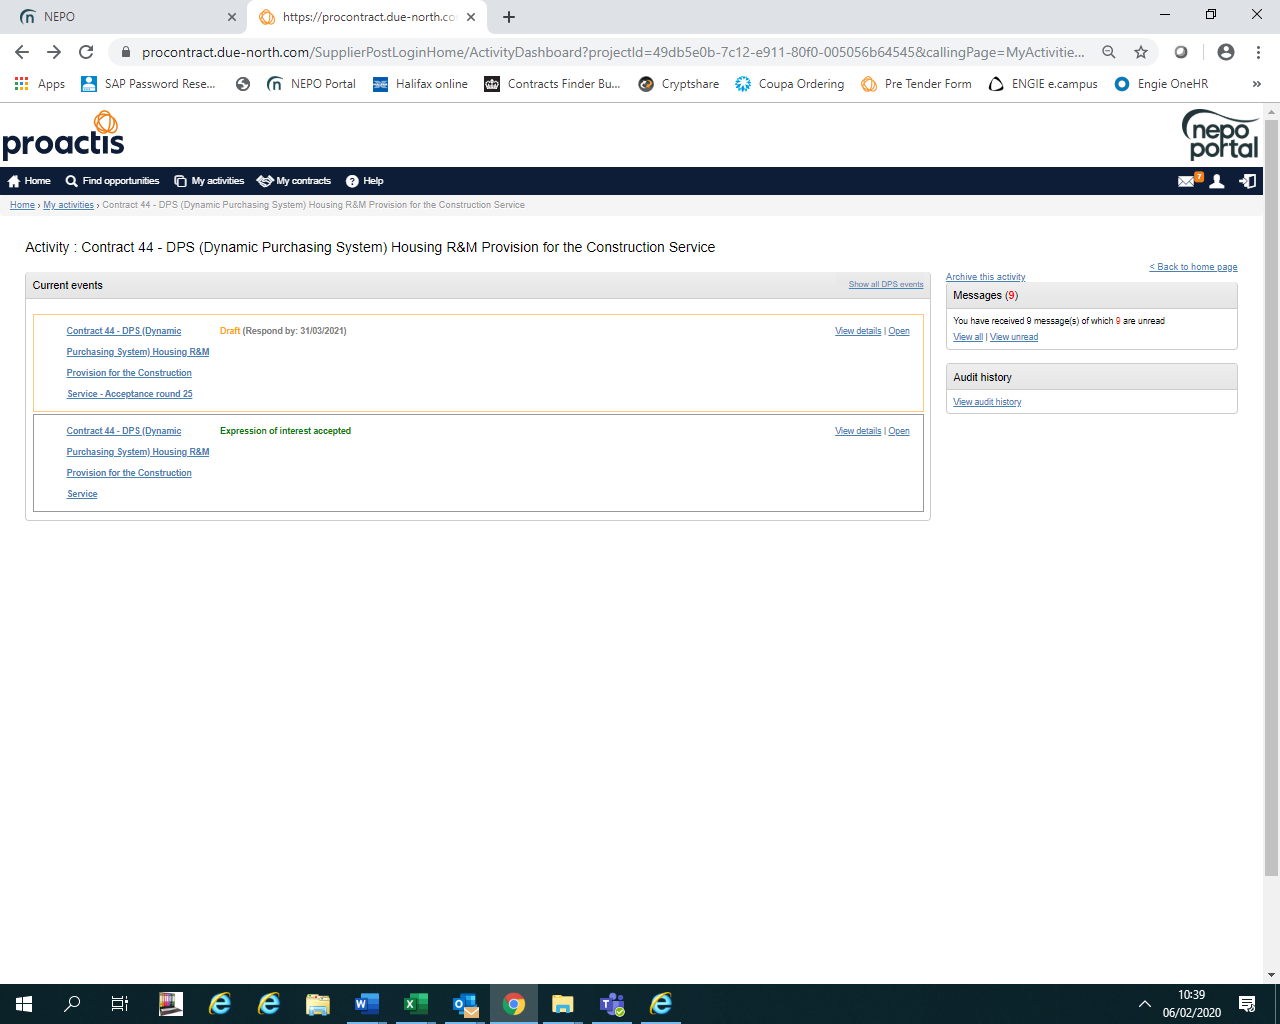 NEPO
https://procontract.due-north.co
procontract.due-north.com/SupplierPostLoginHome/ActivityDashboard?projectId=49db5e0b-7c12-e911-80f0-005056b64545&callingPage=MyActivitie...
Apps SAP Password Rese... NEPO Portal Halifax online Contracts Finder Bu... Cryptshare Coupa Ordering Pre Tender Form ENGIE e.campus Engie OneHR »
proactis
nepo
portal
Home Find opportunities My activities My contracts Help 7
Home › My activities › Contract 44 - DPS (Dynamic Purchasing System) Housing R&M Provision for the Construction Service
Activity : Contract 44 - DPS (Dynamic Purchasing System) Housing R&M Provision for the Construction Service
< Back to home page
Current events Show all DPS events
Contract 44 - DPS (Dynamic Draft (Respond by: 31/03/2021) View details | Open
Purchasing System) Housing R&M
Provision for the Construction
Service - Acceptance round 25
Contract 44 - DPS (Dynamic Expression of interest accepted View details | Open
Purchasing System) Housing R&M
Provision for the Construction
Service
Archive this activity
Messages (9)
You have received 9 message(s) of which 9 are unread
View all | View unread
Audit history
View audit history
10:39
06/02/2020